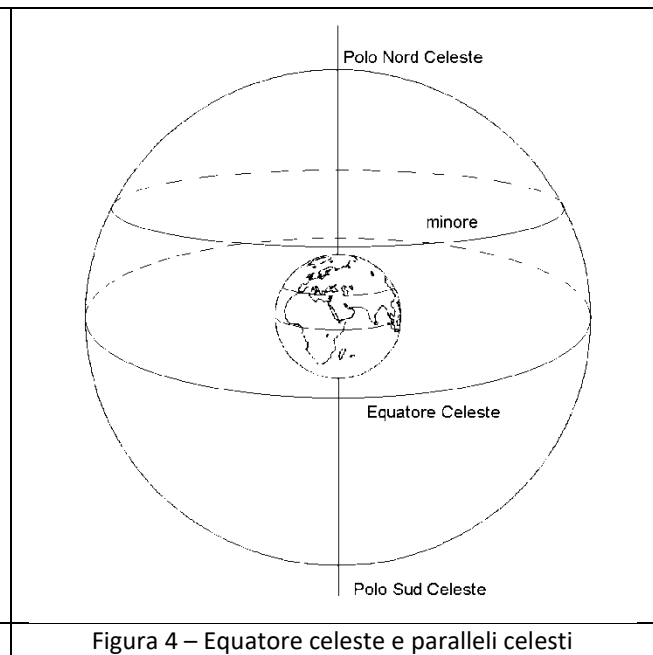 Polo Nord Celeste
minore
Equatore Celeste
Polo Sud Celeste
Figura 4 – Equatore celeste e paralleli celesti